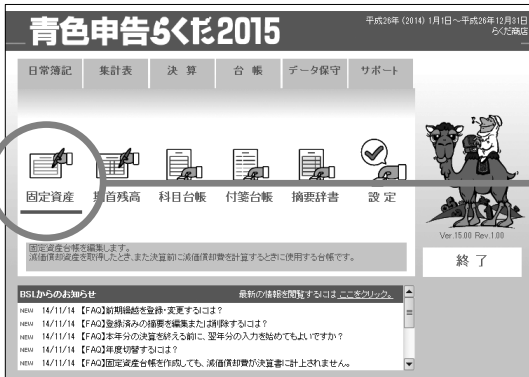 青色申告らくだ2015
平成26年(2014) 1月1日～平成26年12月31日
らくだ商店
日常簿記 集計表 決 算 台 帳 データ保守 サポート
固定資産 期首残高 科目台帳 付箋台帳 摘要辞書 設 定
固定資産台帳を編集します。
減価償却資産を取得したとき、また決算前に減価償却費を計上するときに使用する台帳です。
Ver.15.00 Rev.1.00
終 了
BSLからのお知らせ 最新の情報を閲覧するには ここをクリック。
NEW 14/11/14 【FAQ】前期繰越を登録・変更するには？
NEW 14/11/14 【FAQ】登録済みの摘要を編集または削除するには？
NEW 14/11/14 【FAQ】本年分の決算を終える前に、翌年分の入力を始めてもよいですか？
NEW 14/11/14 【FAQ】年度切替するには？
NEW 14/11/14 【FAQ】固定資産台帳を作成しても、減価償却費が決算書に計上されません。